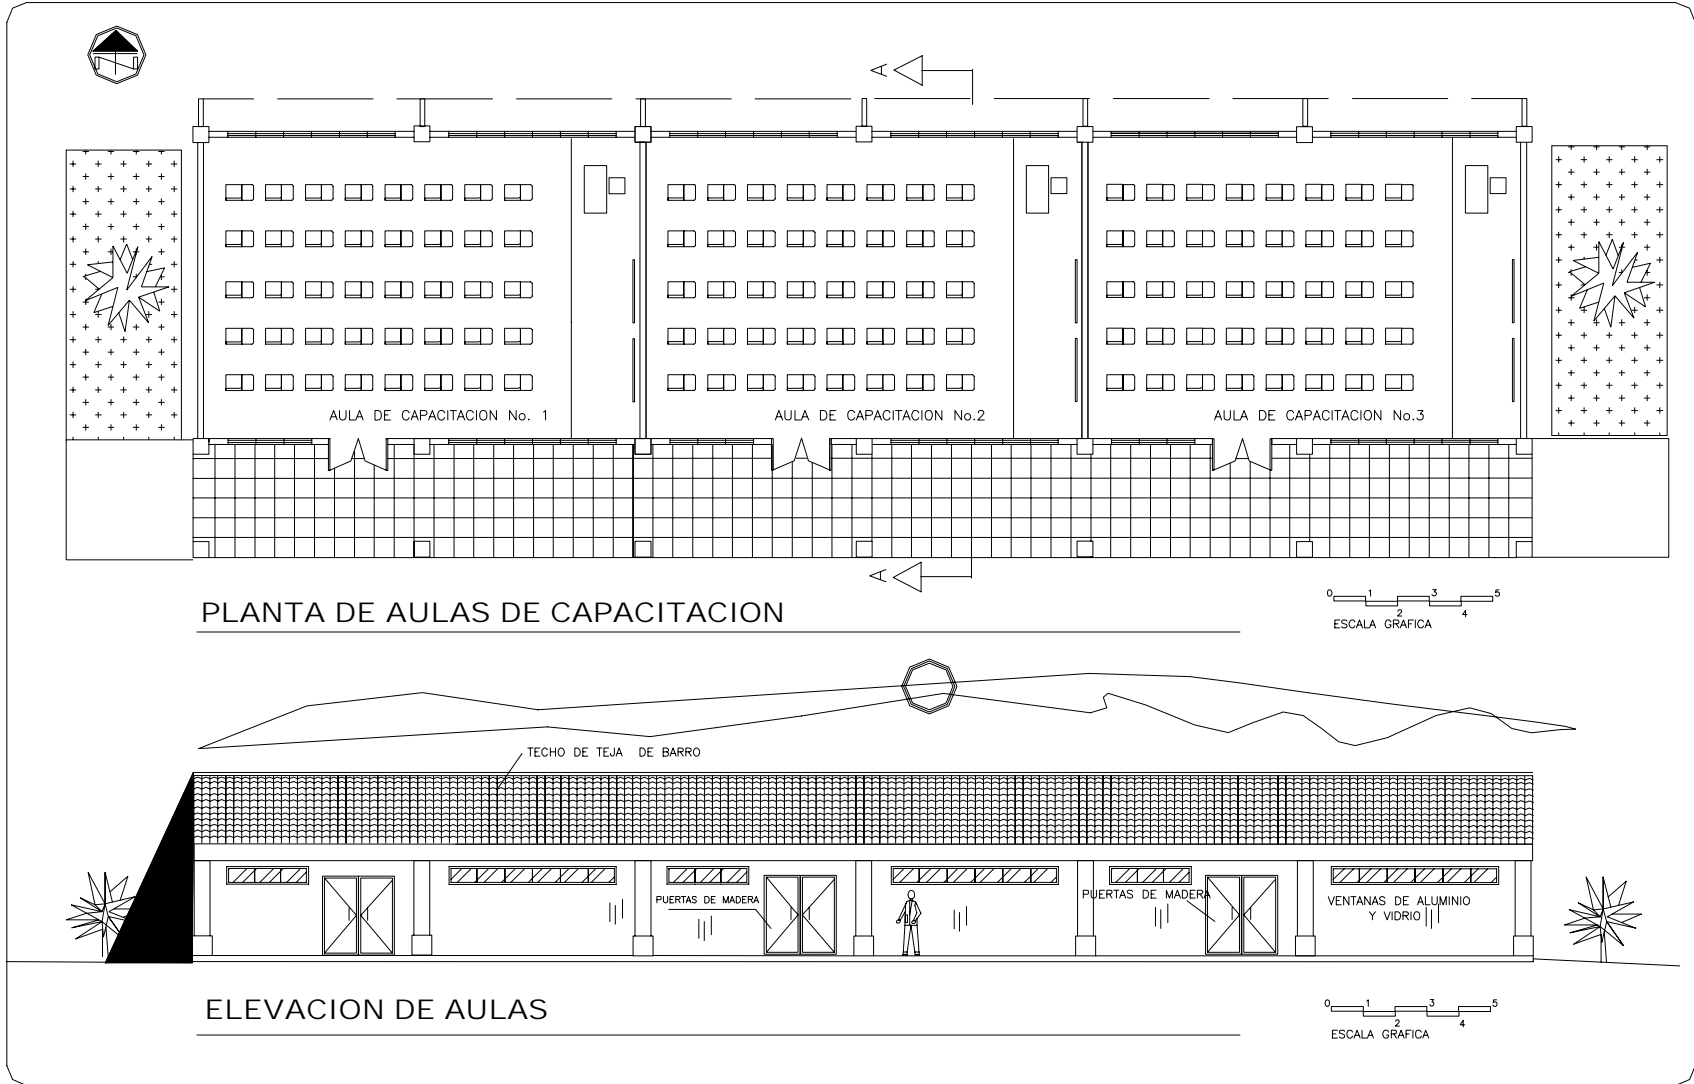 A
AULA DE CAPACITACION No. 1
AULA DE CAPACITACION No.2
AULA DE CAPACITACION No.3
A
PLANTA DE AULAS DE CAPACITACION
0 1 2 3 4 5
ESCALA GRAFICA
TECHO DE TEJA DE BARRO
PUERTAS DE MADERA
PUERTAS DE MADERA
VENTANAS DE ALUMINIO
Y VIDRIO
ELEVACION DE AULAS
0 1 2 3 4 5
ESCALA GRAFICA